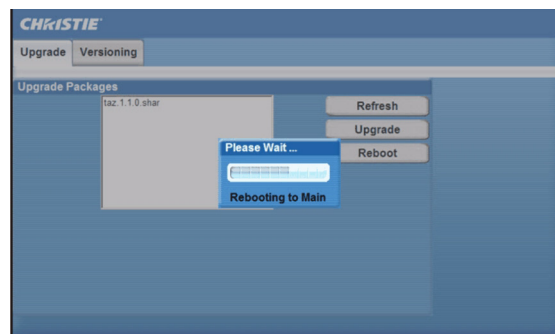 CHRISTIE
Upgrade
Versioning
Upgrade Packages
taz.1.1.0.shar
Refresh
Upgrade
Reboot
Please Wait ...
Rebooting to Main